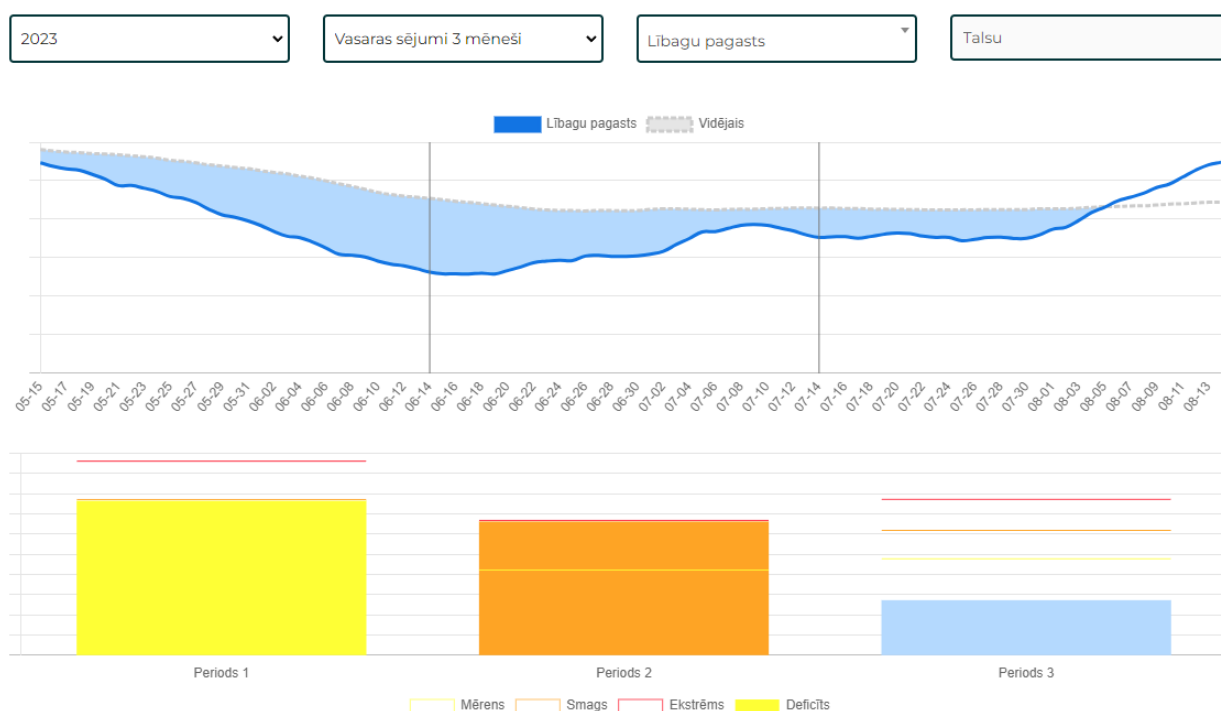 2023 Vasaras sējumi 3 mēneši Lībagu pagasts Talsu
Lībagu pagasts Vidējais
05-15 05-17 05-19 05-21 05-23 05-25 05-27 05-29 05-31 06-02 06-04 06-06 06-08 06-10 06-12 06-14 06-16 06-18 06-20 06-22 06-24 06-26 06-28 06-30 07-02 07-04 07-06 07-08 07-10 07-12 07-14 07-16 07-18 07-20 07-22 07-24 07-26 07-28 07-30 08-01 08-03 08-05 08-07 08-09 08-11 08-13
Periods 1 Periods 2 Periods 3
Mērens Smags Ekstrēms Deficīts